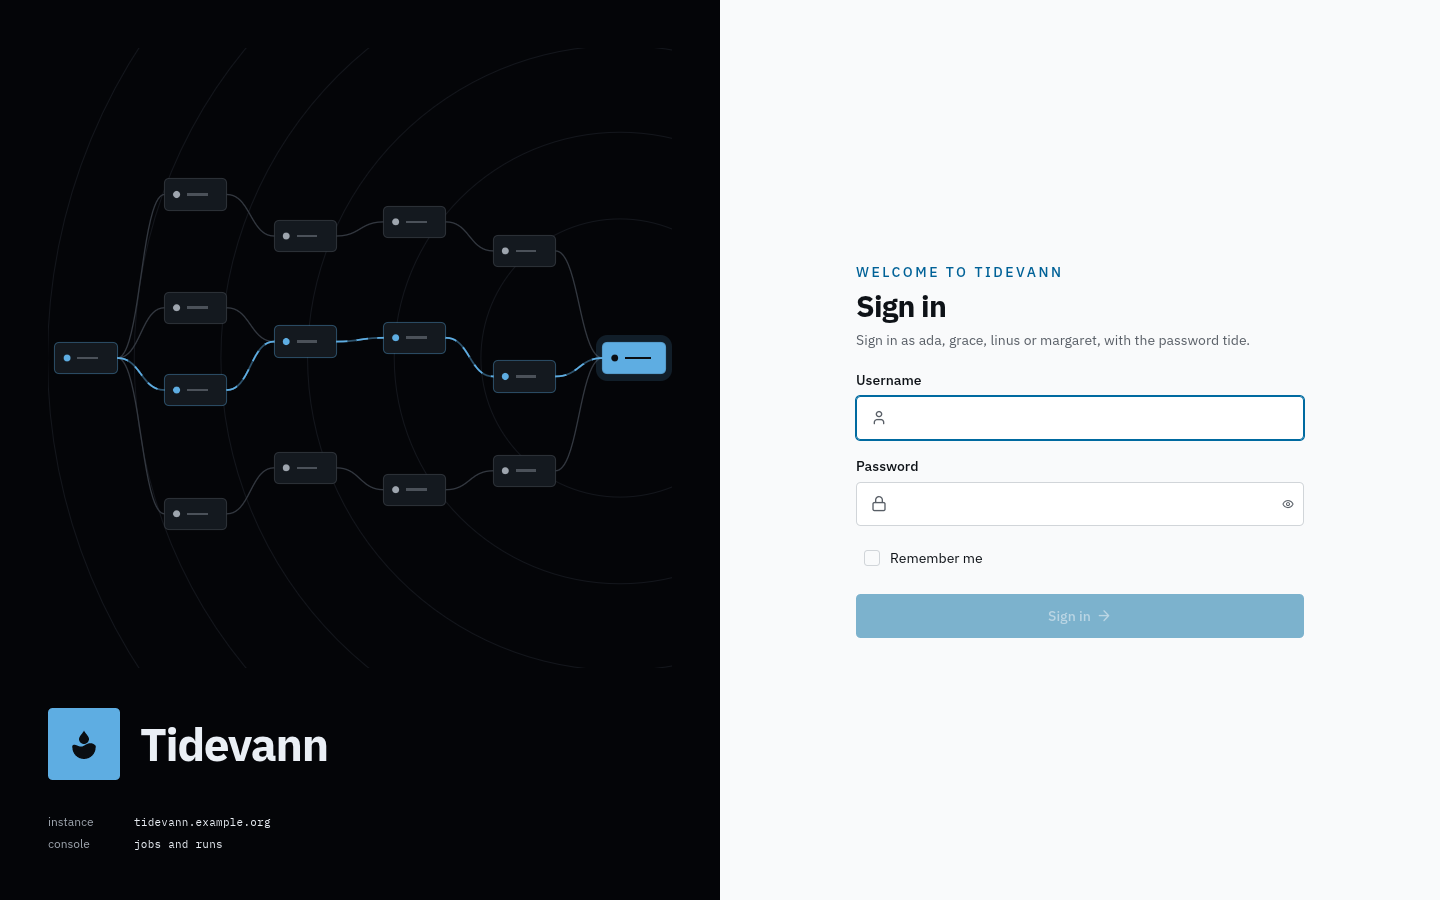 Tidevann
instance tidevann.example.org
console jobs and runs
WELCOME TO TIDEVANN
Sign in
Sign in as ada, grace, linus or margaret, with the password tide.
Username
Password
Remember me
Sign in